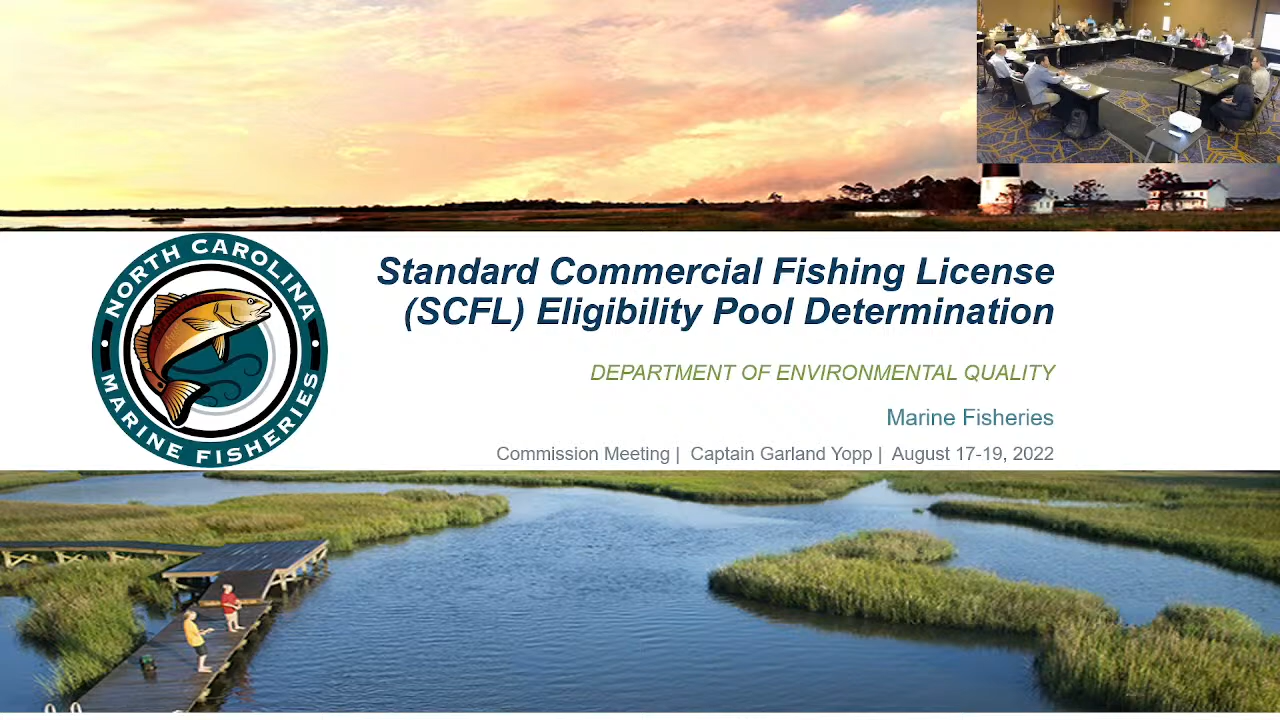 NORTH CAROLINA
MARINE FISHERIES
Standard Commercial Fishing License
(SCFL) Eligibility Pool Determination
DEPARTMENT OF ENVIRONMENTAL QUALITY
Marine Fisheries
Commission Meeting | Captain Garland Yopp | August 17-19, 2022